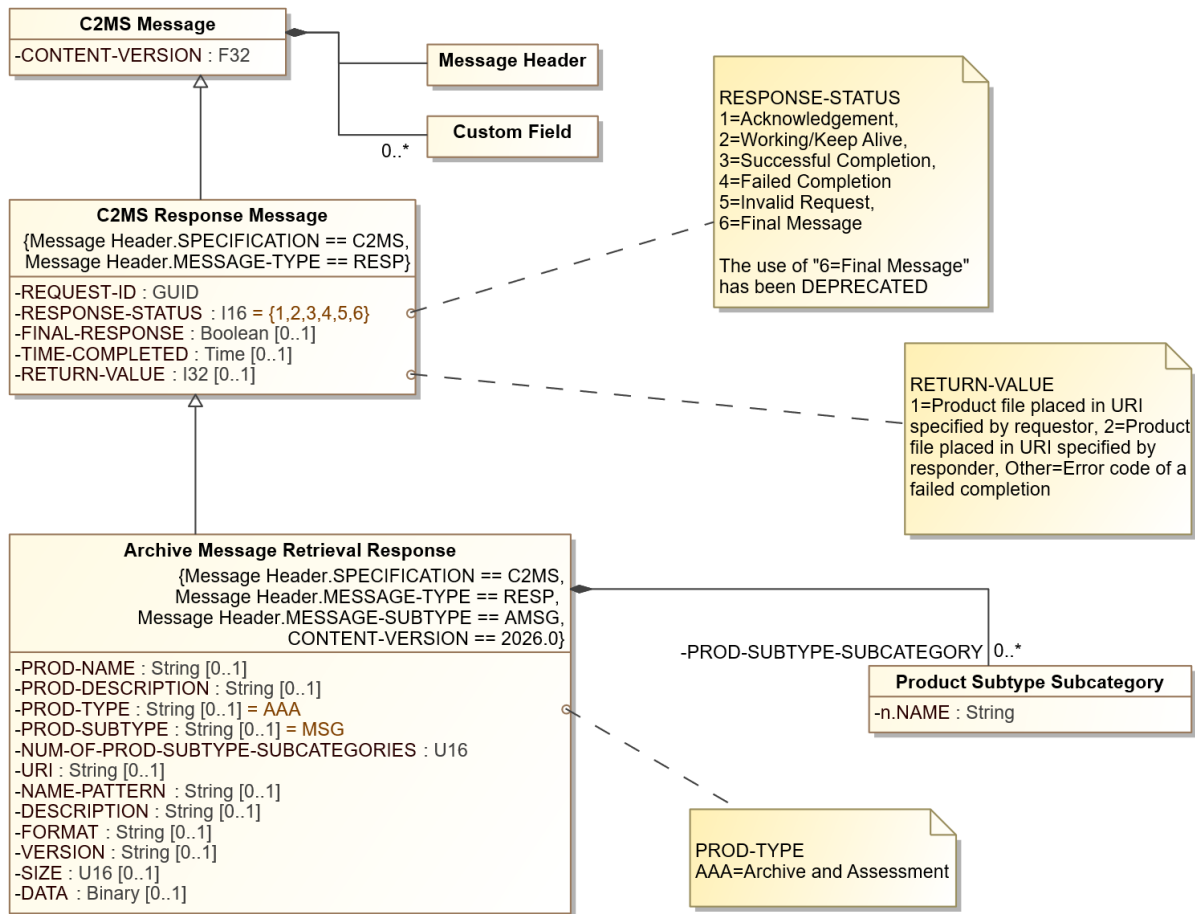 C2MS Message
-CONTENT-VERSION : F32
Message Header
Custom Field
0..*
RESPONSE-STATUS
1=Acknowledgement,
2=Working/Keep Alive,
3=Successful Completion,
4=Failed Completion
5=Invalid Request,
6=Final Message
The use of "6=Final Message"
has been DEPRECATED
C2MS Response Message
{Message Header.SPECIFICATION == C2MS,
Message Header.MESSAGE-TYPE == RESP}
-REQUEST-ID : GUID
-RESPONSE-STATUS : I16 = {1,2,3,4,5,6}
-FINAL-RESPONSE : Boolean [0..1]
-TIME-COMPLETED : Time [0..1]
-RETURN-VALUE : I32 [0..1]
RETURN-VALUE
1=Product file placed in URI
specified by requestor, 2=Product
file placed in URI specified by
responder, Other=Error code of a
failed completion
Archive Message Retrieval Response
{Message Header.SPECIFICATION == C2MS,
Message Header.MESSAGE-TYPE == RESP,
Message Header.MESSAGE-SUBTYPE == AMSG,
CONTENT-VERSION == 2026.0}
-PROD-NAME : String [0..1]
-PROD-DESCRIPTION : String [0..1]
-PROD-TYPE : String [0..1] = AAA
-PROD-SUBTYPE : String [0..1] = MSG
-NUM-OF-PROD-SUBTYPE-SUBCATEGORIES : U16
-URI : String [0..1]
-NAME-PATTERN : String [0..1]
-DESCRIPTION : String [0..1]
-FORMAT : String [0..1]
-VERSION : String [0..1]
-SIZE : U16 [0..1]
-DATA : Binary [0..1]
-PROD-SUBTYPE-SUBCATEGORY 0..*
Product Subtype Subcategory
-n.NAME : String
PROD-TYPE
AAA=Archive and Assessment